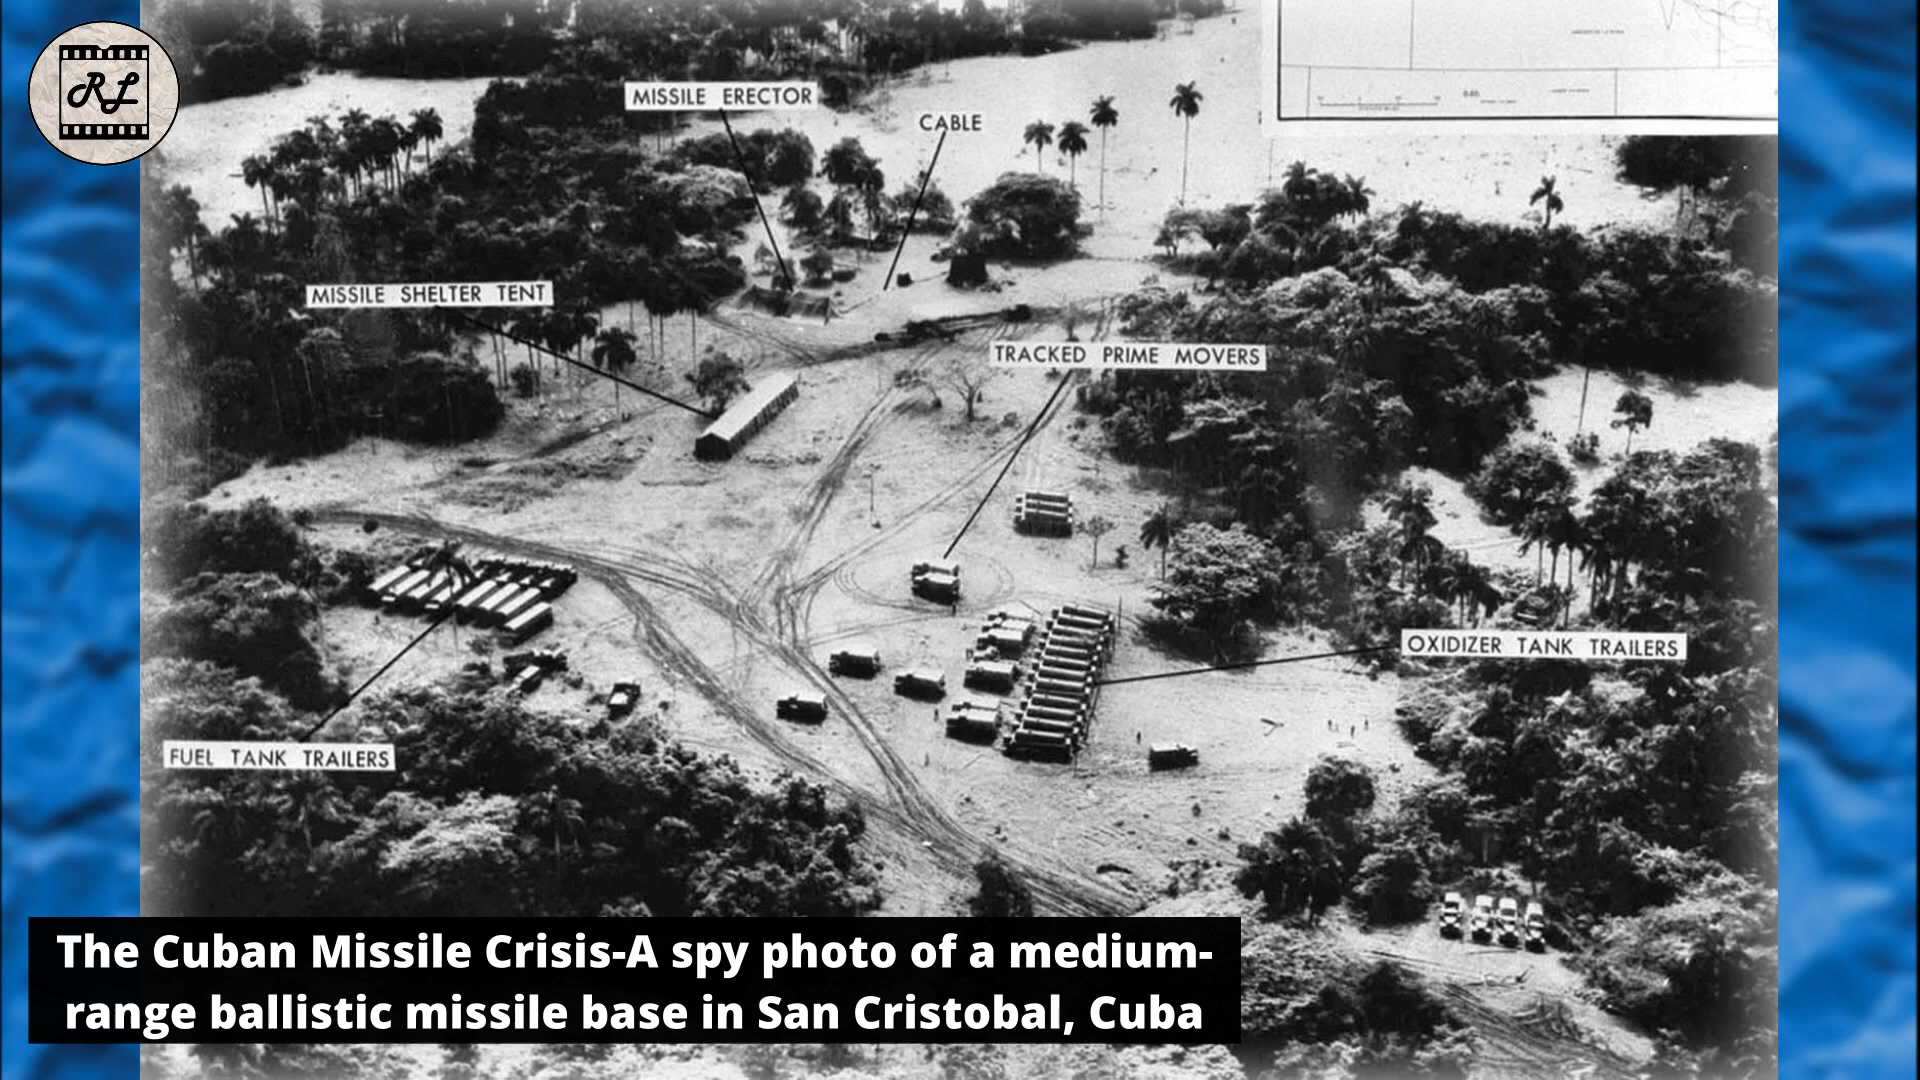 RL
MISSILE ERECTOR
CABLE
MISSILE SHELTER TENT
TRACKED PRIME MOVERS
OXIDIZER TANK TRAILERS
FUEL TANK TRAILERS
The Cuban Missile Crisis-A spy photo of a medium-
range ballistic missile base in San Cristobal, Cuba